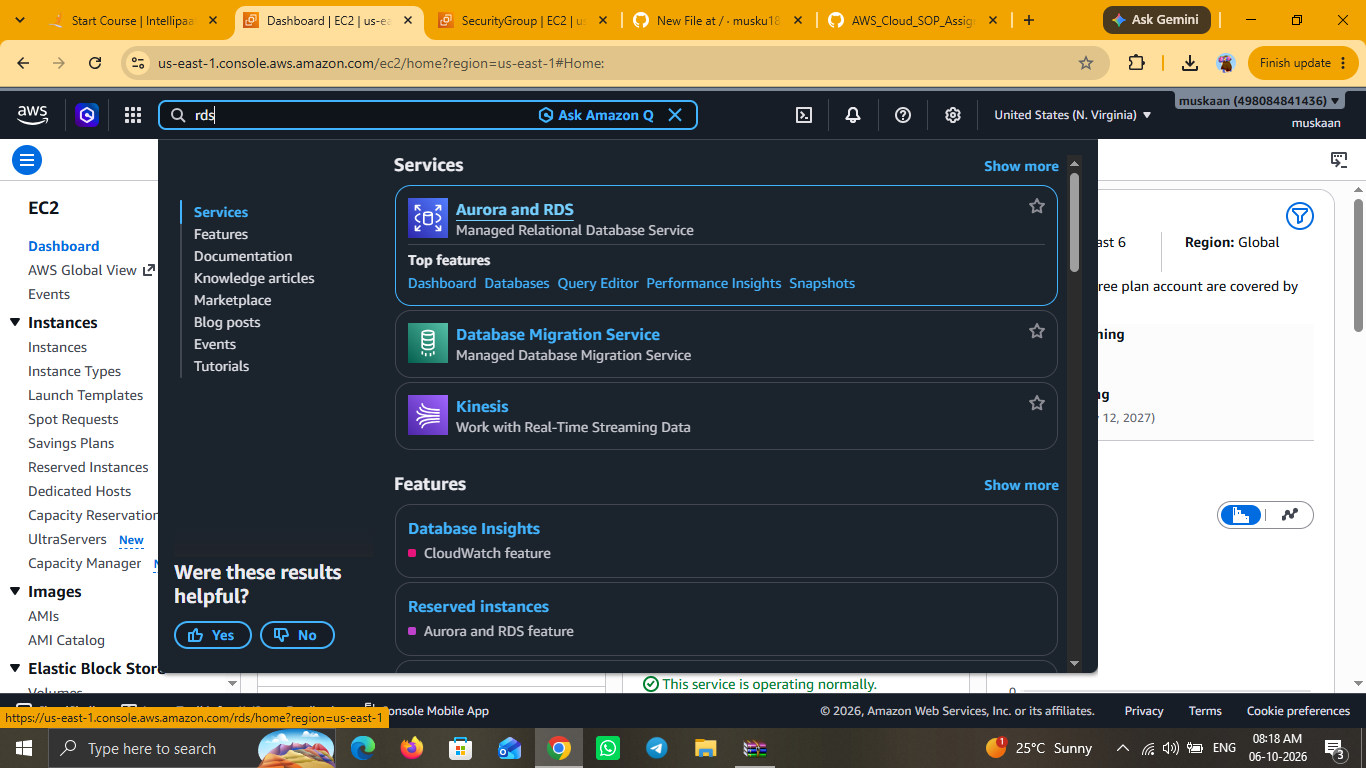 Start Course | Intellipaa
Dashboard | EC2 | us-ea
SecurityGroup | EC2 | us
New File at / · musku18
AWS_Cloud_SOP_Assig
Ask Gemini
us-east-1.console.aws.amazon.com/ec2/home?region=us-east-1#Home:
Finish update
aws
rds
Ask Amazon Q
United States (N. Virginia)
muskaan (498084841436)
muskaan
EC2
Dashboard
AWS Global View
Events
Instances
Instances
Instance Types
Launch Templates
Spot Requests
Savings Plans
Reserved Instances
Dedicated Hosts
Capacity Reservation
UltraServers New
Capacity Manager
Images
AMIs
AMI Catalog
Elastic Block Store
Volumes
Services
Features
Documentation
Knowledge articles
Marketplace
Blog posts
Events
Tutorials
Were these results
helpful?
Yes
No
Services
Show more
Aurora and RDS
Managed Relational Database Service
Top features
Dashboard Databases Query Editor Performance Insights Snapshots
Database Migration Service
Managed Database Migration Service
Kinesis
Work with Real-Time Streaming Data
Features
Show more
Database Insights
CloudWatch feature
Reserved instances
Aurora and RDS feature
ast 6
Region: Global
ree plan account are covered by
ning
g
12, 2027)
This service is operating normally.
0
Console Mobile App
© 2026, Amazon Web Services, Inc. or its affiliates.
Privacy
Terms
Cookie preferences
https://us-east-1.console.aws.amazon.com/rds/home?region=us-east-1
Type here to search
1
25°C Sunny
ENG
08:18 AM
06-10-2026
3